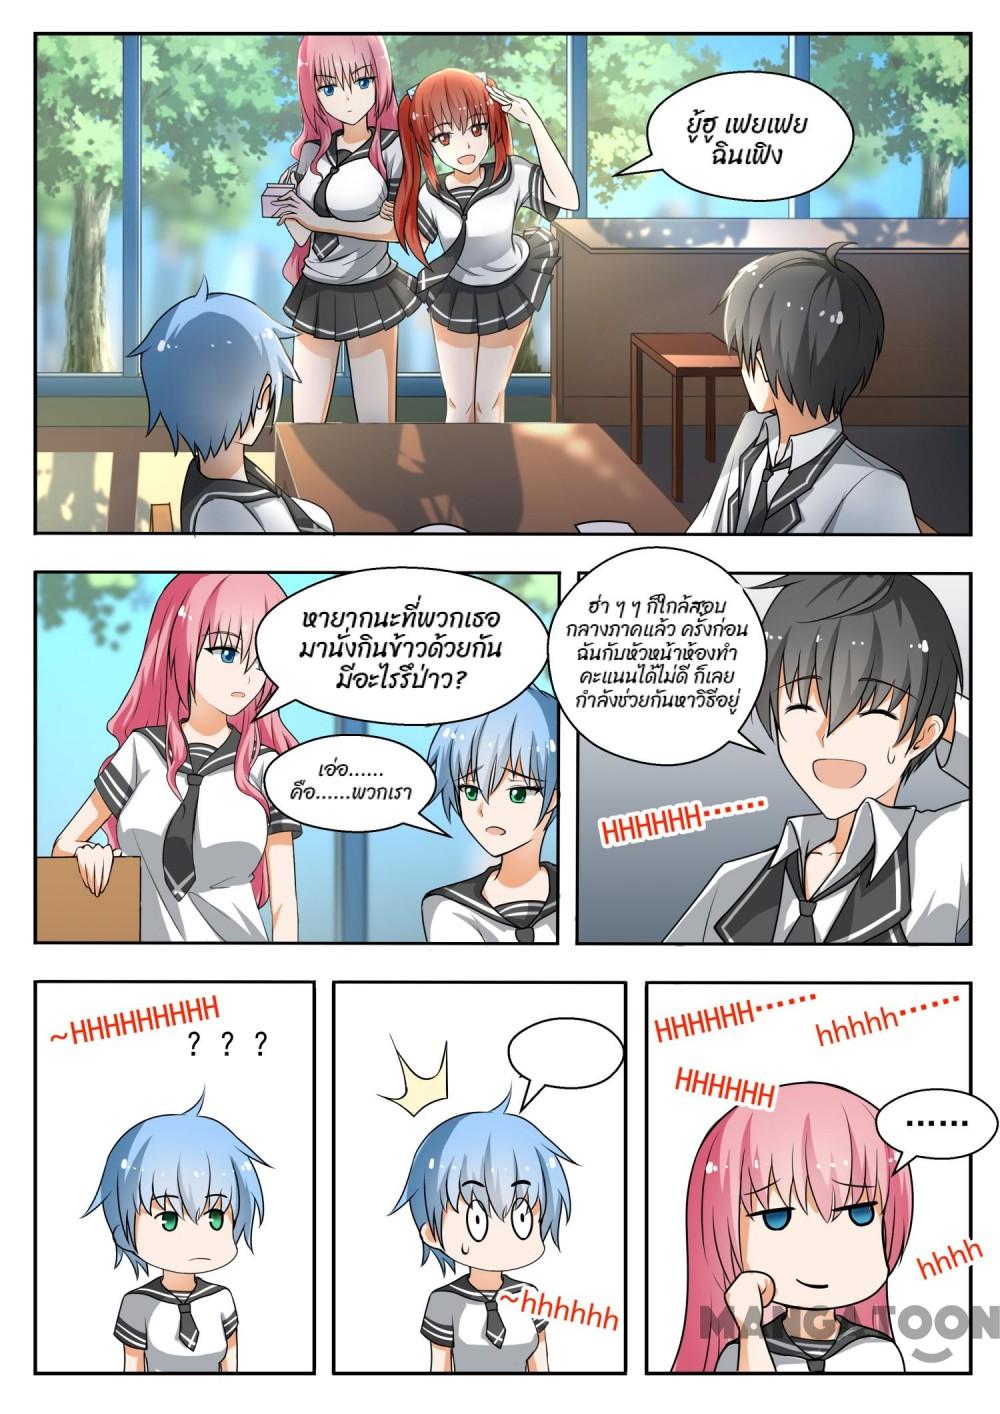 ยู้ฮู เฟยเฟย
ฉินเฟิง
หายากนะที่พวกเธอ
มานั่งกินข้าวด้วยกัน
มีอะไรรึป่าว?
เอ่อ......
คือ......พวกเรา
ฮ่า ๆ ๆ ก็ใกล้สอบ
กลางภาคแล้ว ครั้งก่อน
ฉันกับหัวหน้าห้องทำ
คะแนนได้ไม่ดี ก็เลย
กำลังช่วยกันหาวิธีอยู่
HHHHHH······
~HHHHHHHHH
? ? ?
~hhhhhh
HHHHHH······
hhhhh······
HHHHHH
······
hhhh
MANGATOON